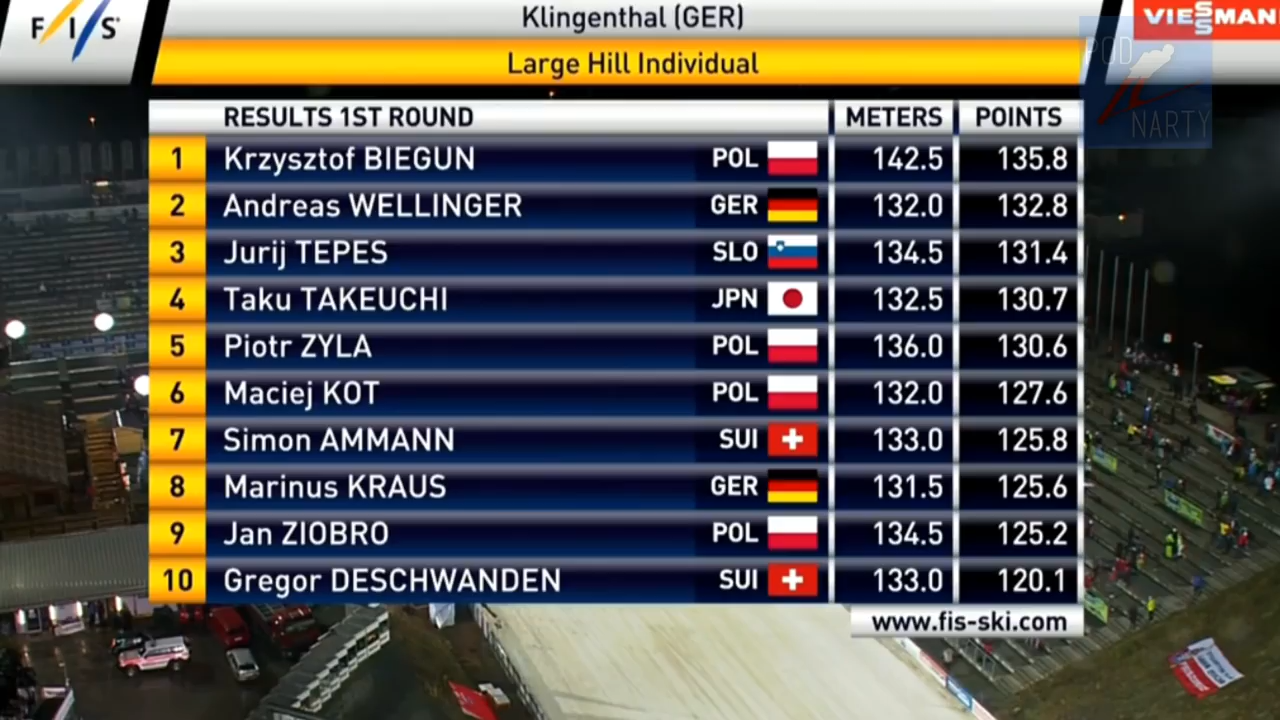 FIS
Klingenthal (GER)
VIESSMANN
POD
Large Hill Individual
NARTY
RESULTS 1ST ROUND METERS POINTS
1 Krzysztof BIEGUN POL 142.5 135.8
2 Andreas WELLINGER GER 132.0 132.8
3 Jurij TEPES SLO 134.5 131.4
4 Taku TAKEUCHI JPN 132.5 130.7
5 Piotr ZYLA POL 136.0 130.6
6 Maciej KOT POL 132.0 127.6
7 Simon AMMANN SUI 133.0 125.8
8 Marinus KRAUS GER 131.5 125.6
9 Jan ZIOBRO POL 134.5 125.2
10 Gregor DESCHWANDEN SUI 133.0 120.1
www.fis-ski.com